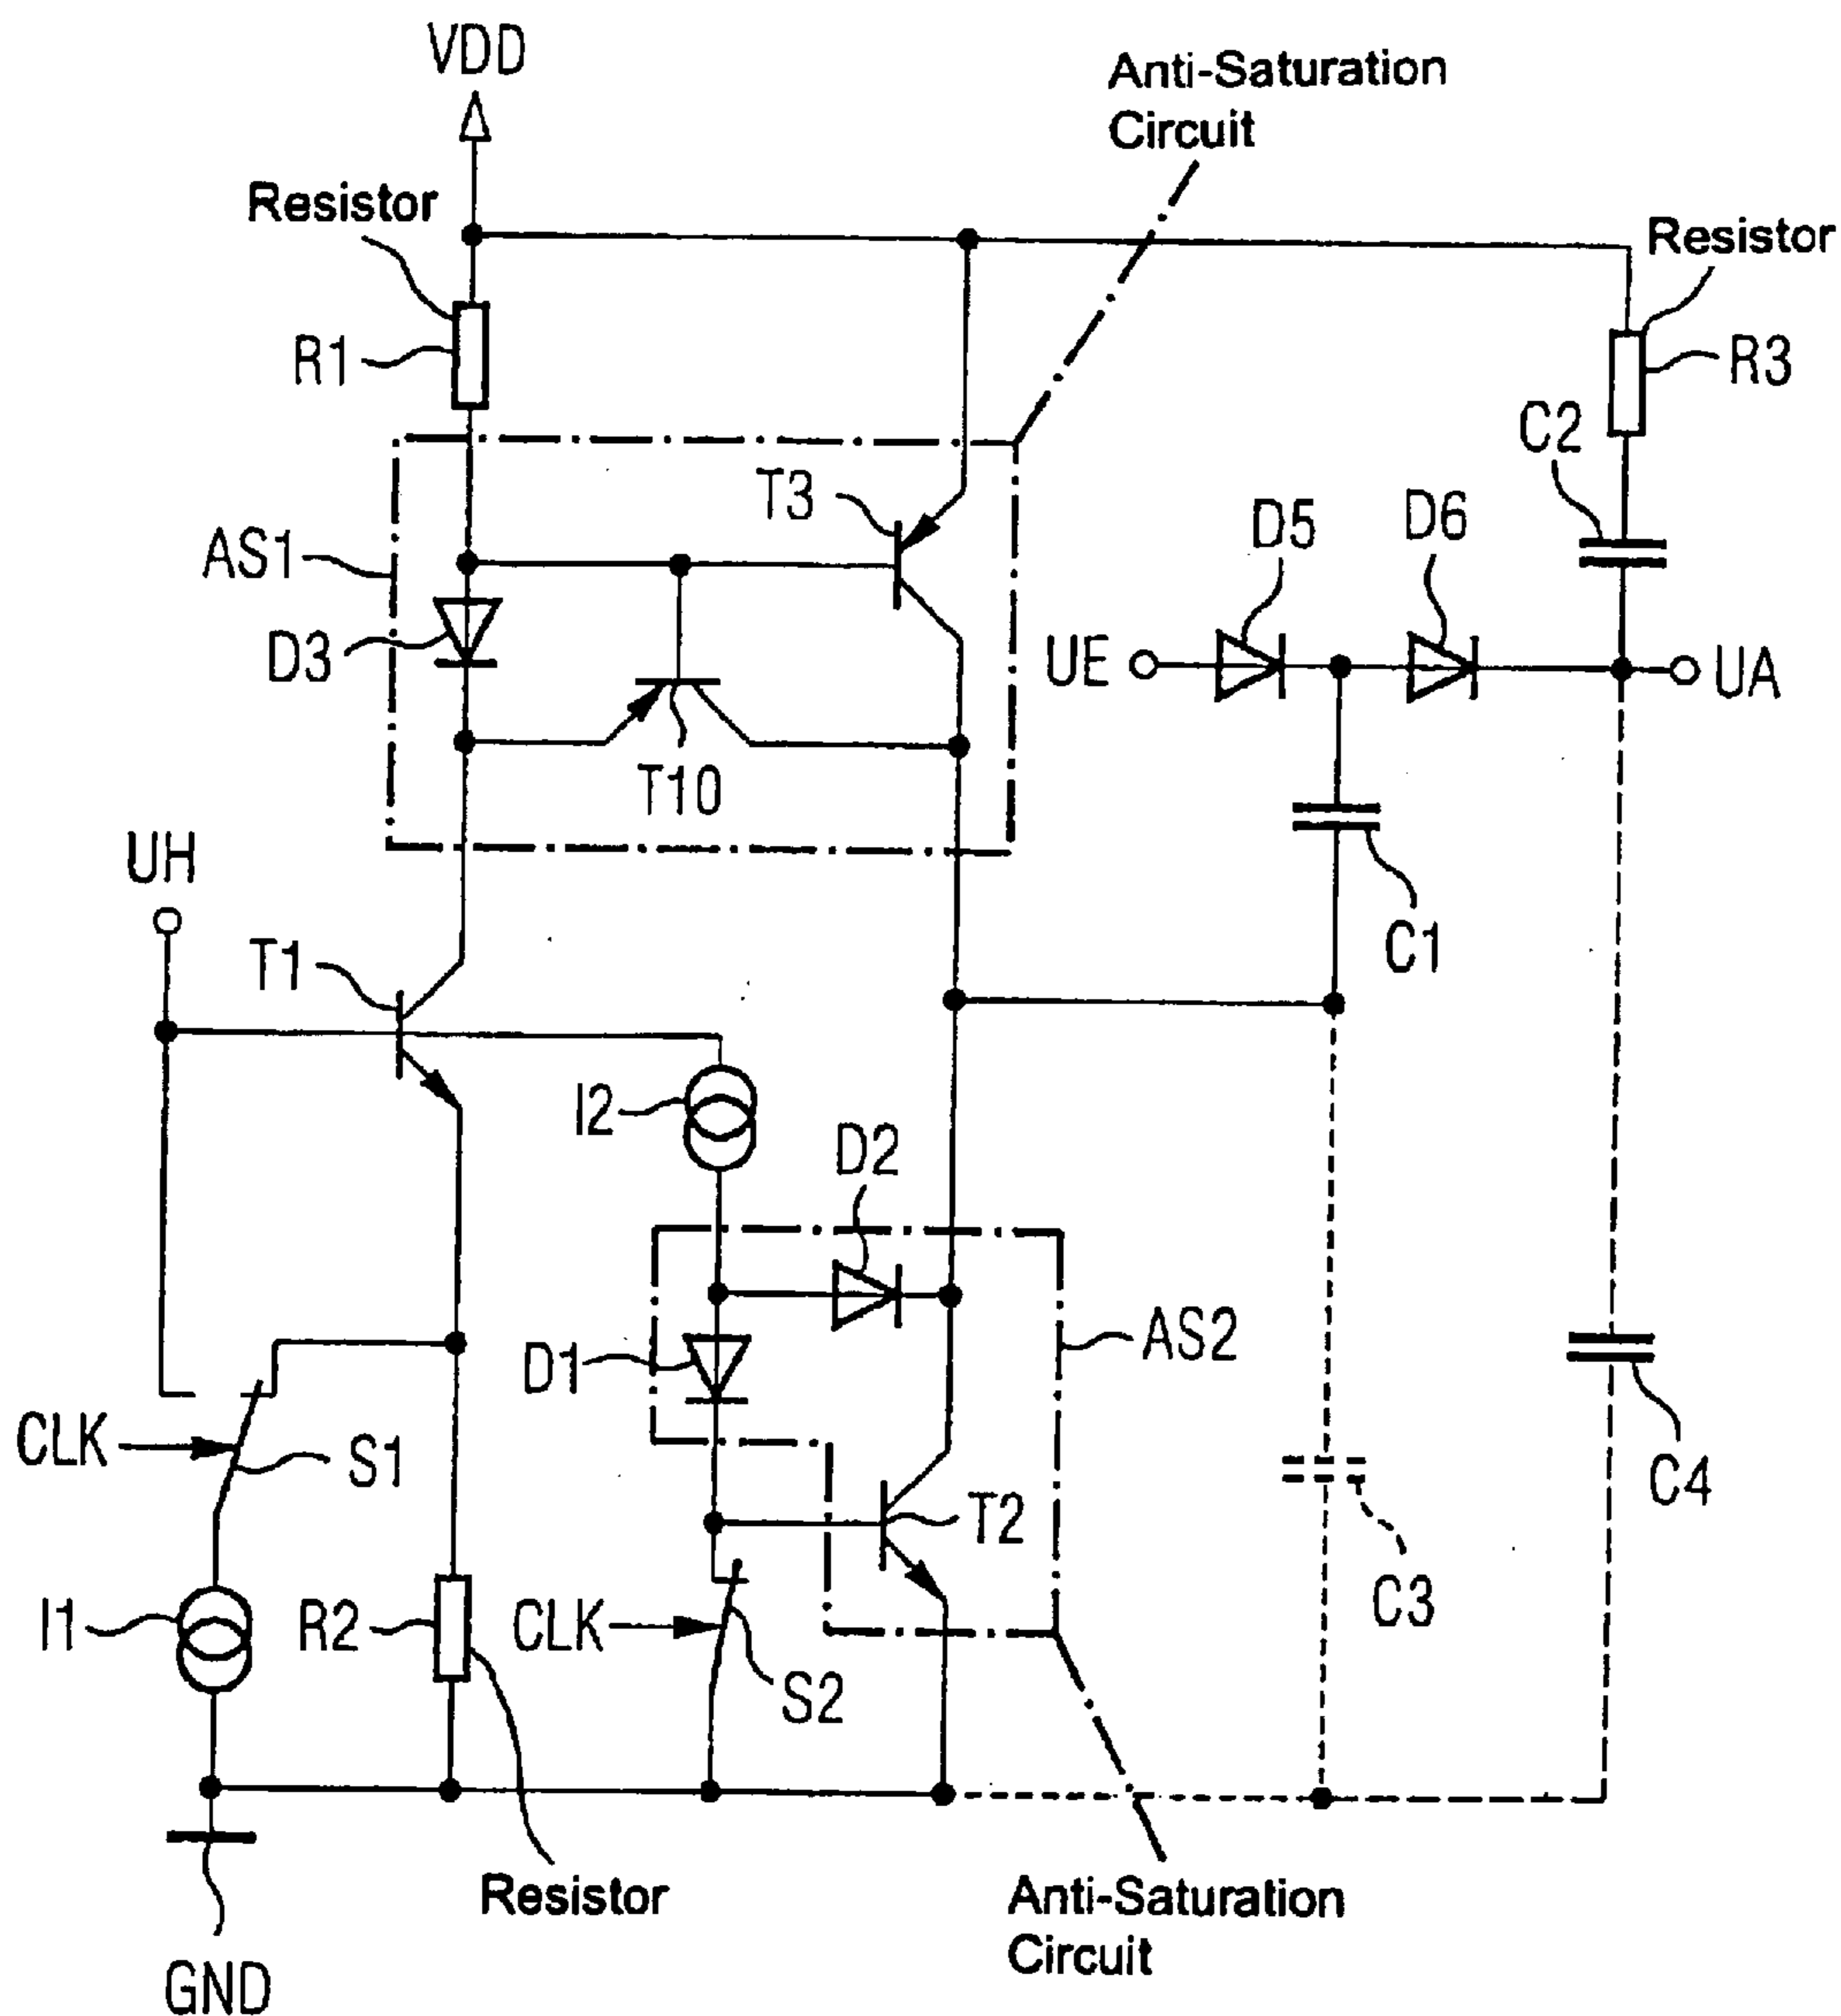 VDD
Anti-Saturation
Circuit
Resistor
Resistor
R1
R3
C2
T3
D5
D6
AS1
D3
UE
UA
T10
UH
T1
C1
I2
D2
D1
AS2
CLK
S1
C4
T2
I1
R2
CLK
C3
S2
Resistor
Anti-Saturation
Circuit
GND